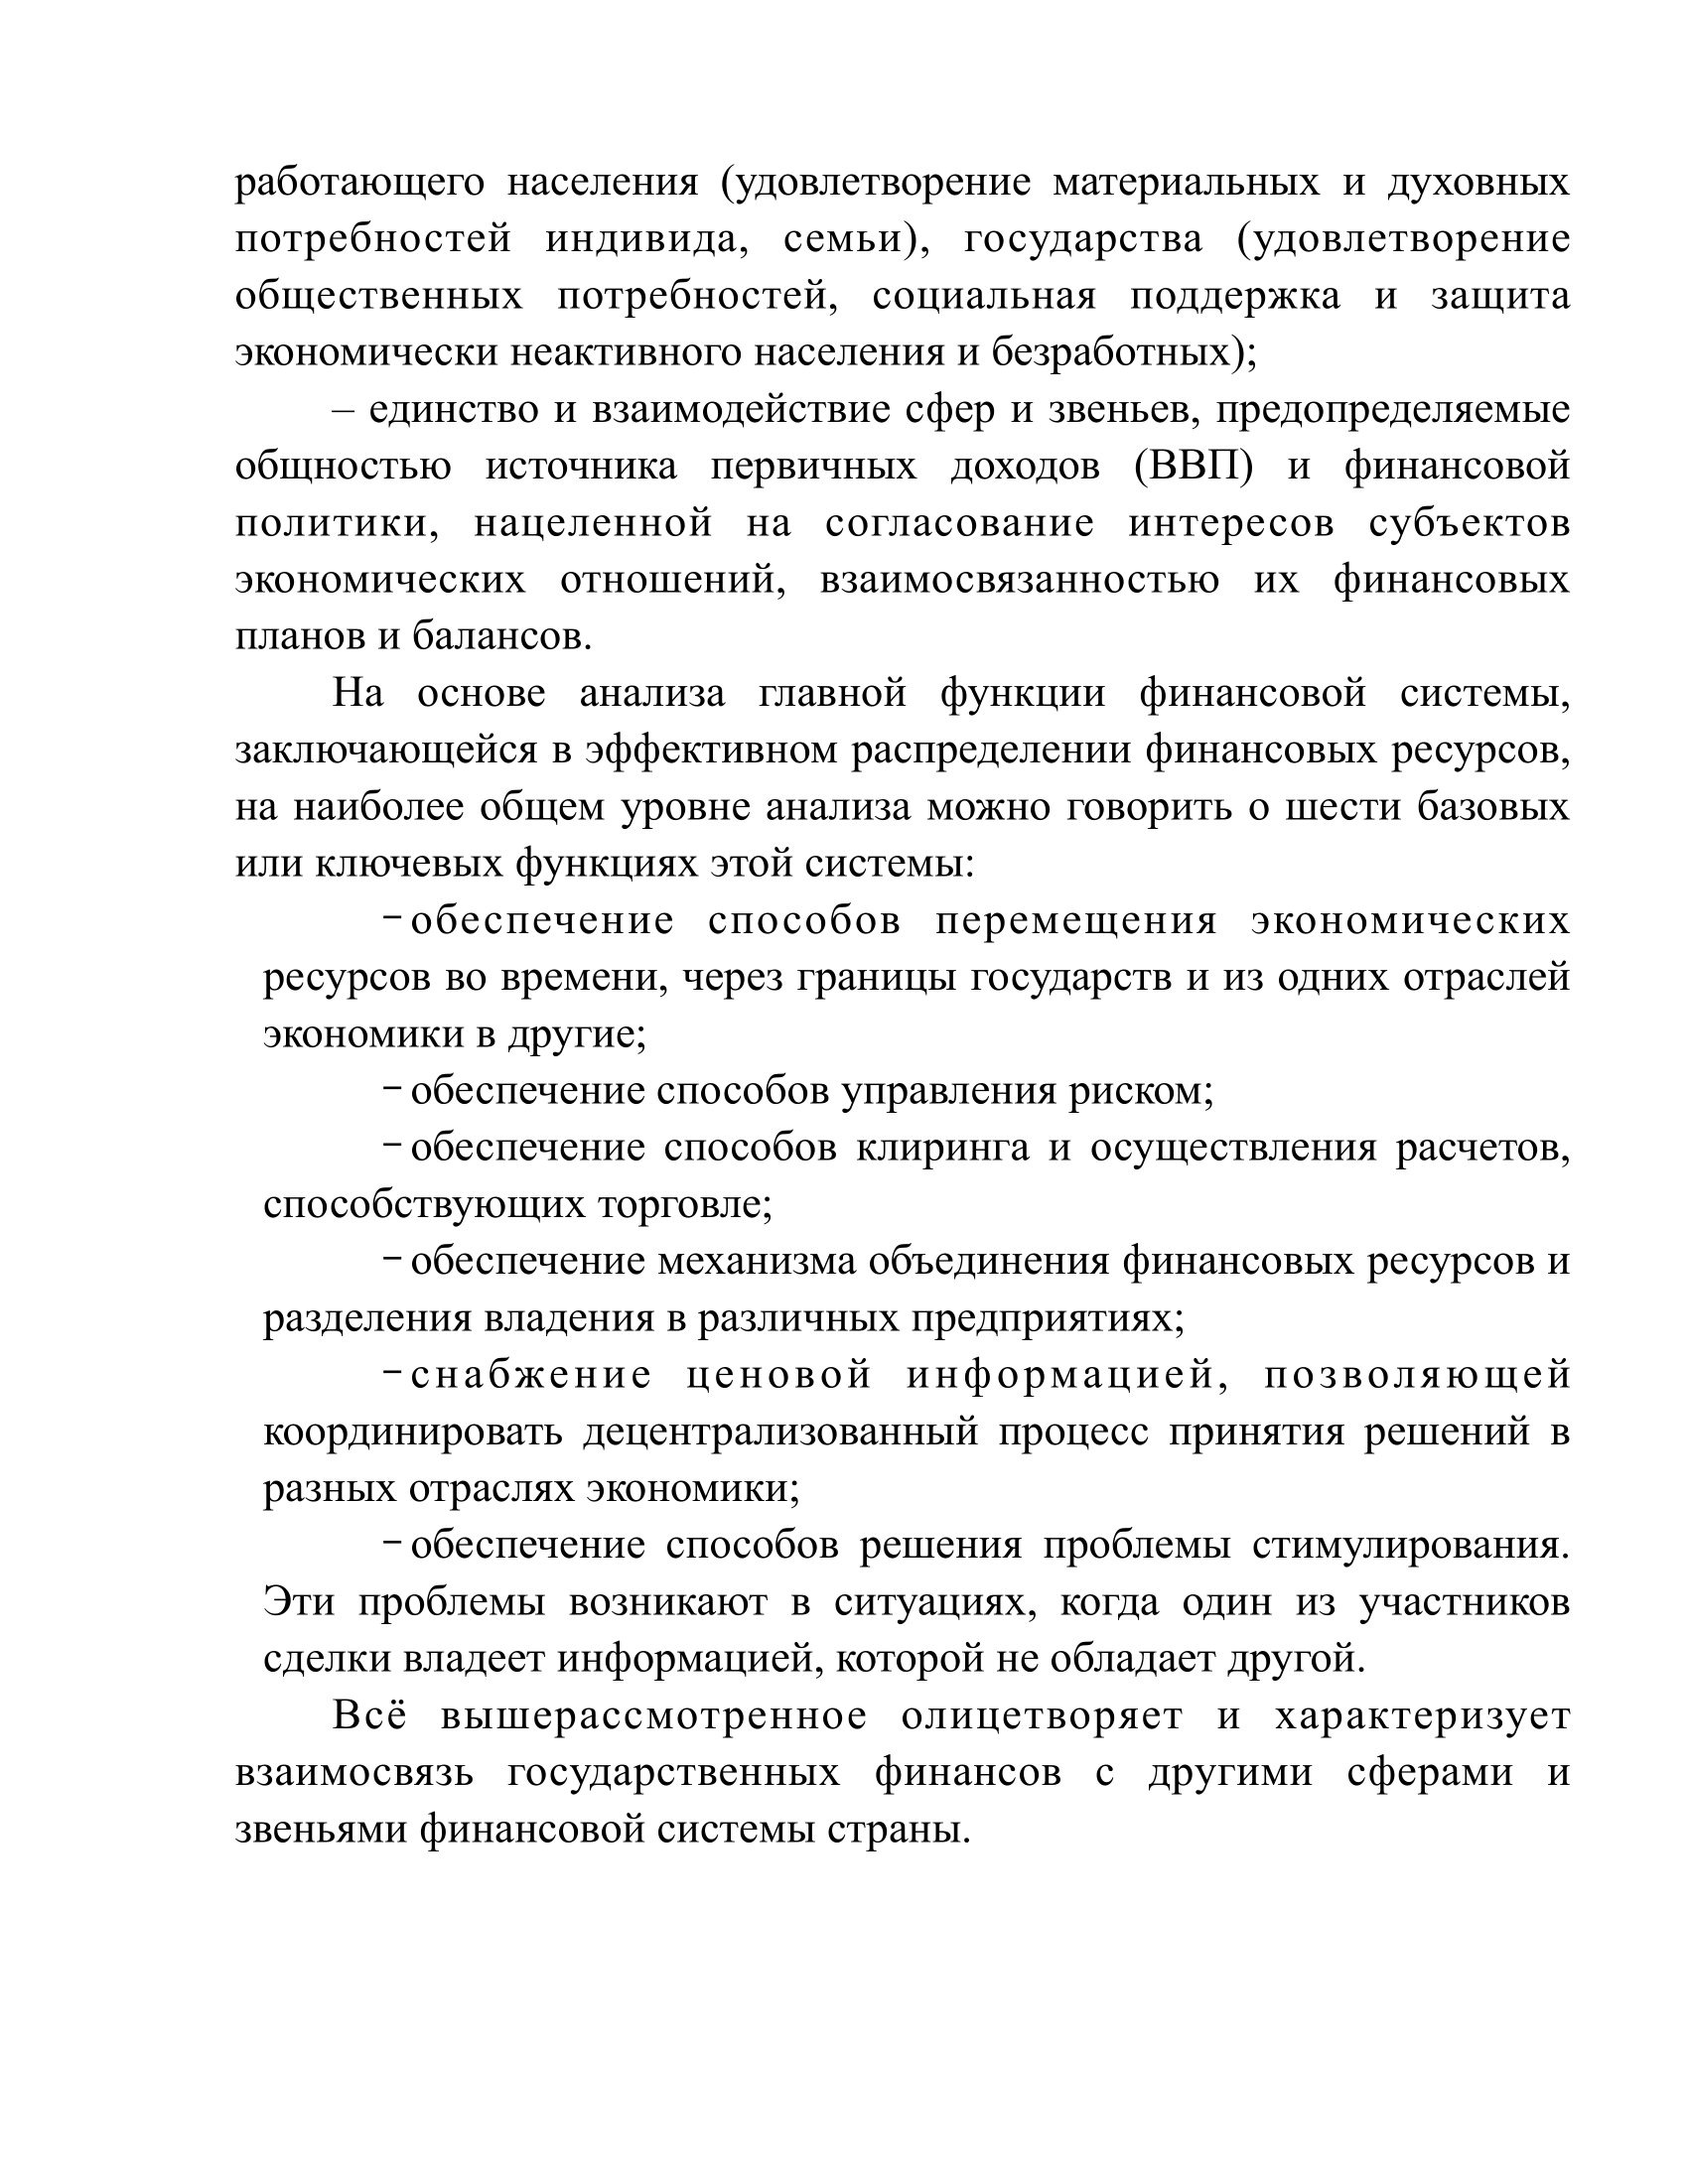 работающего населения (удовлетворение материальных и духовных
потребностей индивида, семьи), государства (удовлетворение
общественных потребностей, социальная поддержка и защита
экономически неактивного населения и безработных);
– единство и взаимодействие сфер и звеньев, предопределяемые
общностью источника первичных доходов (ВВП) и финансовой
политики, нацеленной на согласование интересов субъектов
экономических отношений, взаимосвязанностью их финансовых
планов и балансов.
На основе анализа главной функции финансовой системы,
заключающейся в эффективном распределении финансовых ресурсов,
на наиболее общем уровне анализа можно говорить о шести базовых
или ключевых функциях этой системы:
− обеспечение способов перемещения экономических
ресурсов во времени, через границы государств и из одних отраслей
экономики в другие;
− обеспечение способов управления риском;
− обеспечение способов клиринга и осуществления расчетов,
способствующих торговле;
− обеспечение механизма объединения финансовых ресурсов и
разделения владения в различных предприятиях;
− снабжение ценовой информацией, позволяющей
координировать децентрализованный процесс принятия решений в
разных отраслях экономики;
− обеспечение способов решения проблемы стимулирования.
Эти проблемы возникают в ситуациях, когда один из участников
сделки владеет информацией, которой не обладает другой.
Всё вышерассмотренное олицетворяет и характеризует
взаимосвязь государственных финансов с другими сферами и
звеньями финансовой системы страны.